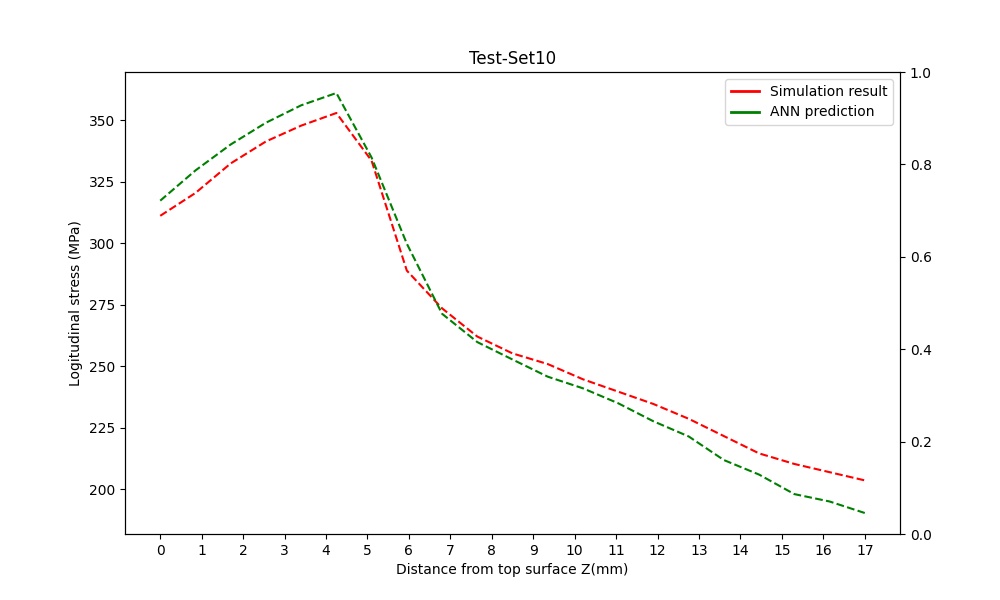 Test-Set10
Simulation result
ANN prediction
Logitudinal stress (MPa)
350
325
300
275
250
225
200
1.0
0.8
0.6
0.4
0.2
0.0
0 1 2 3 4 5 6 7 8 9 10 11 12 13 14 15 16 17
Distance from top surface Z(mm)